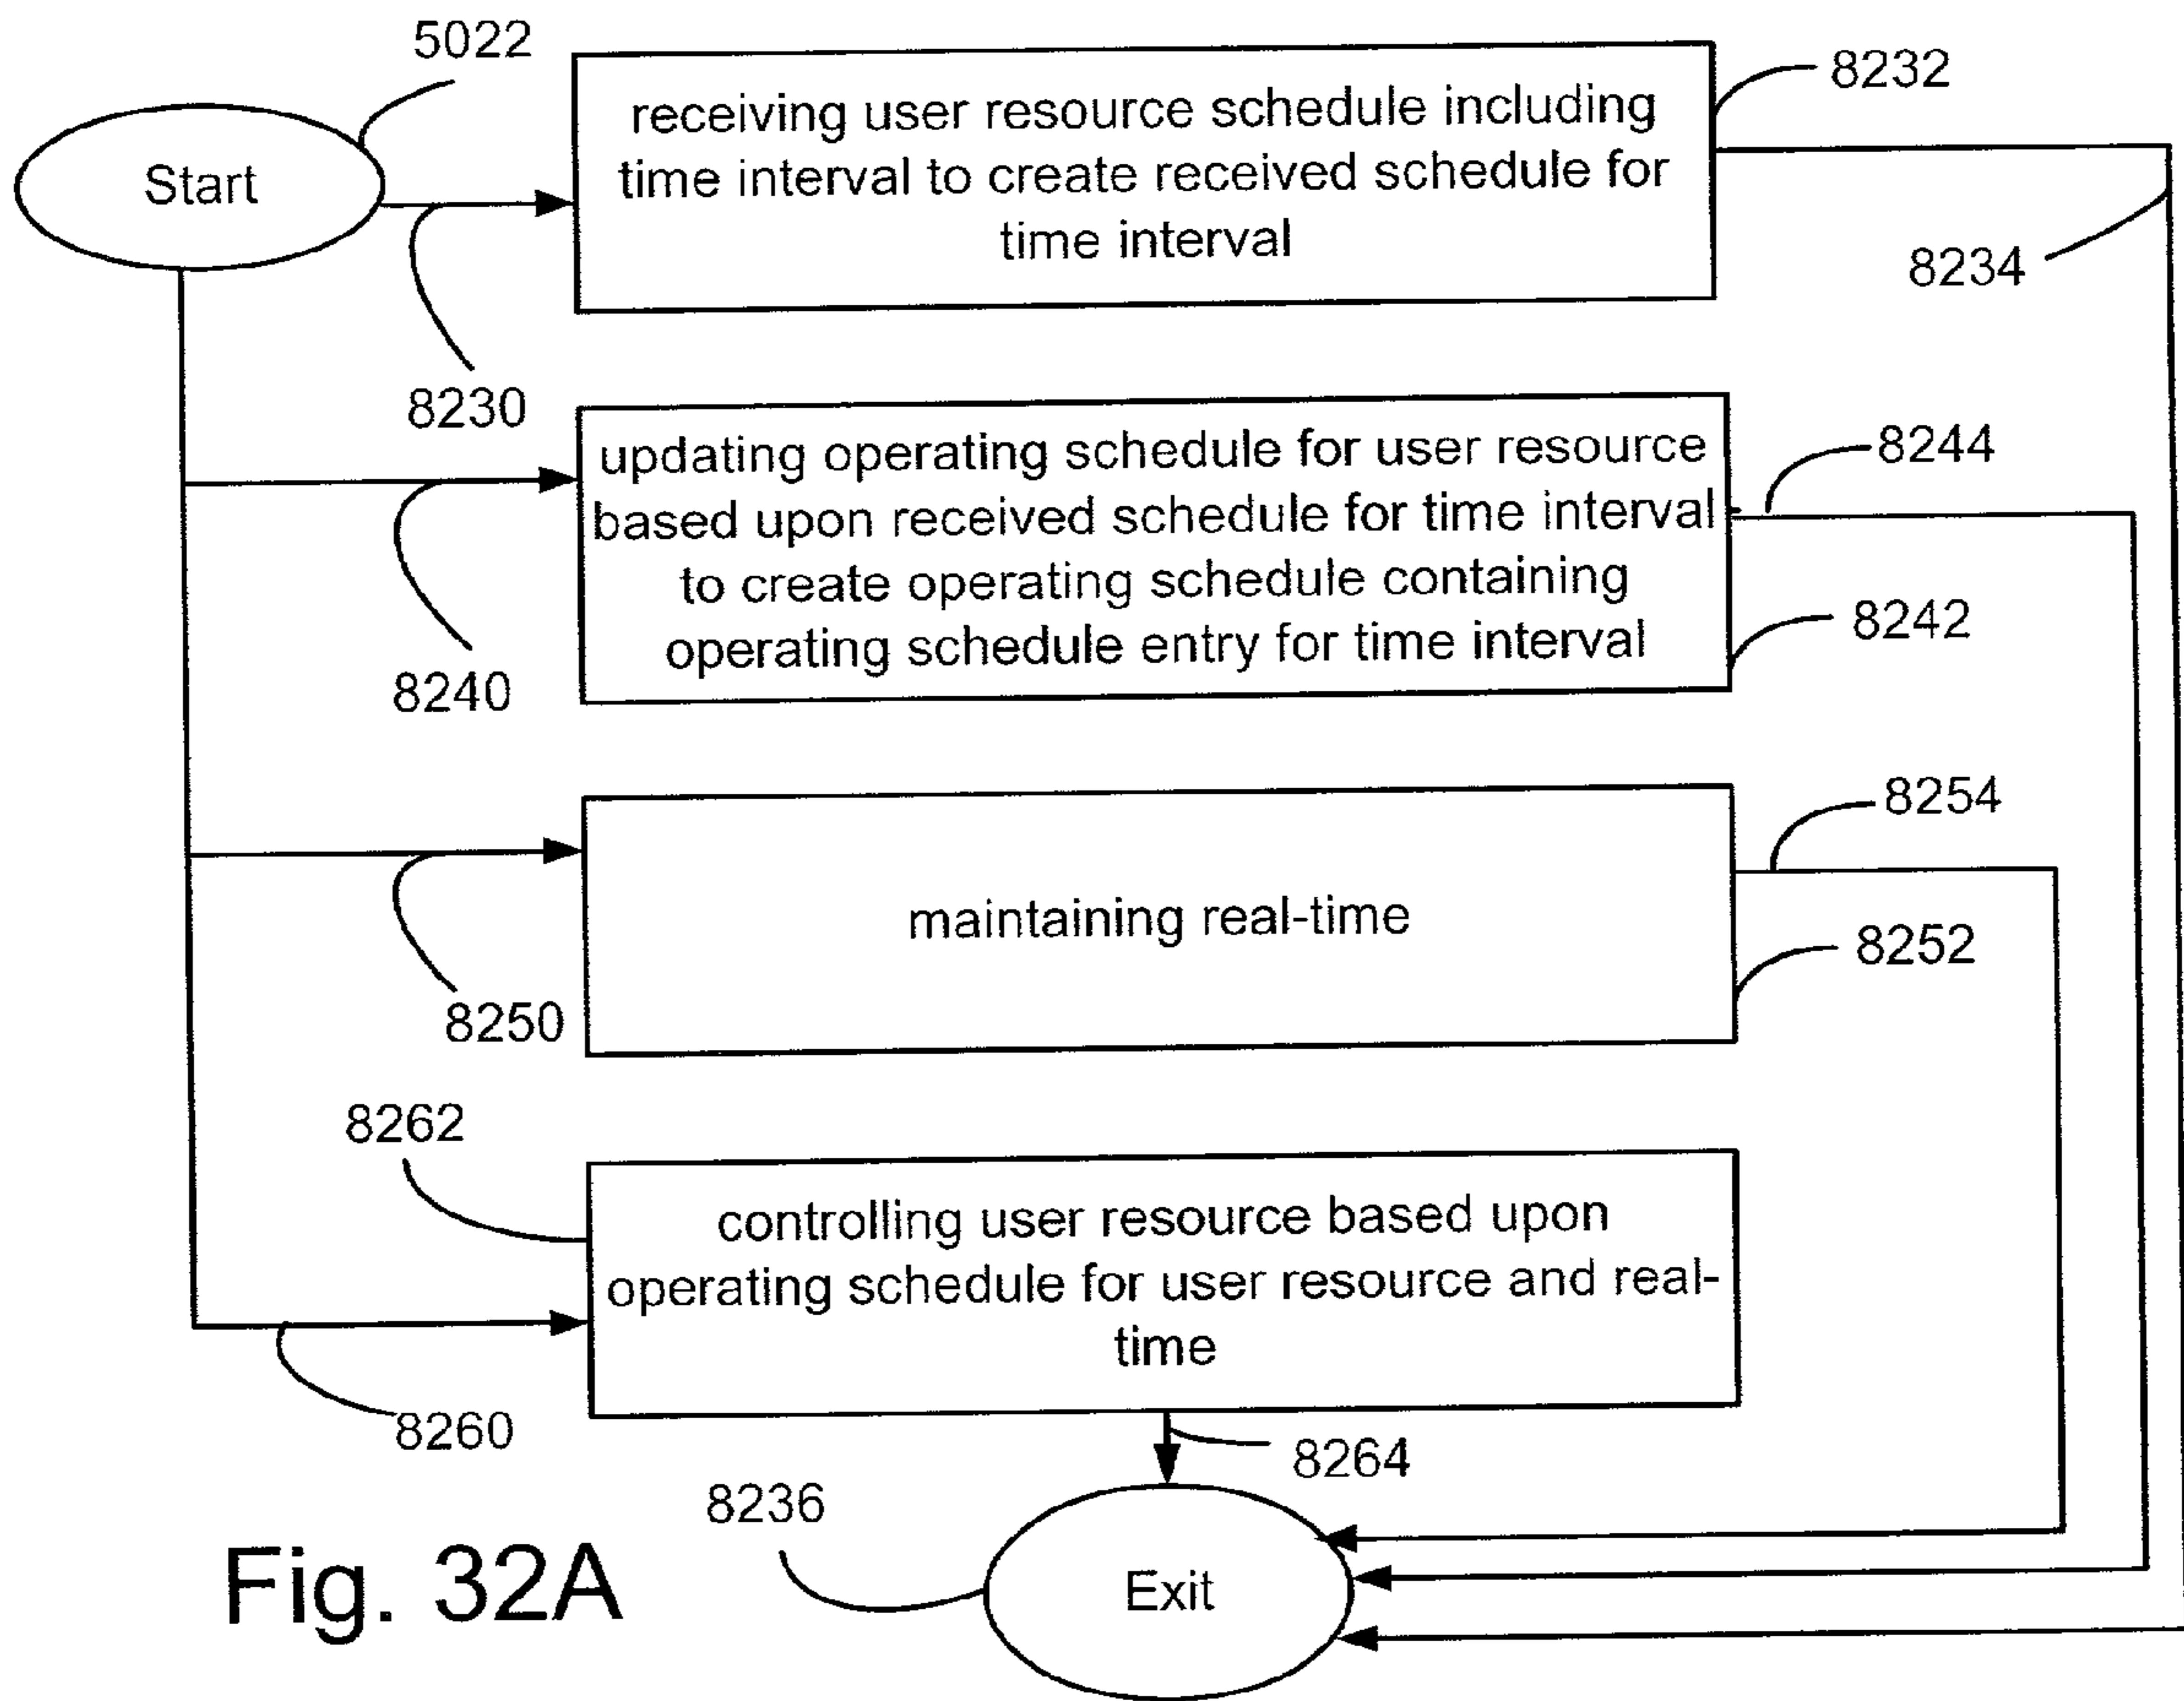 5022
Start
receiving user resource schedule including
time interval to create received schedule for
time interval
8232
8234
8230
updating operating schedule for user resource
based upon received schedule for time interval
to create operating schedule containing
operating schedule entry for time interval
8244
8242
8240
maintaining real-time
8254
8252
8250
8262
controlling user resource based upon
operating schedule for user resource and real-
time
8260
8264
8236
Exit
Fig. 32A